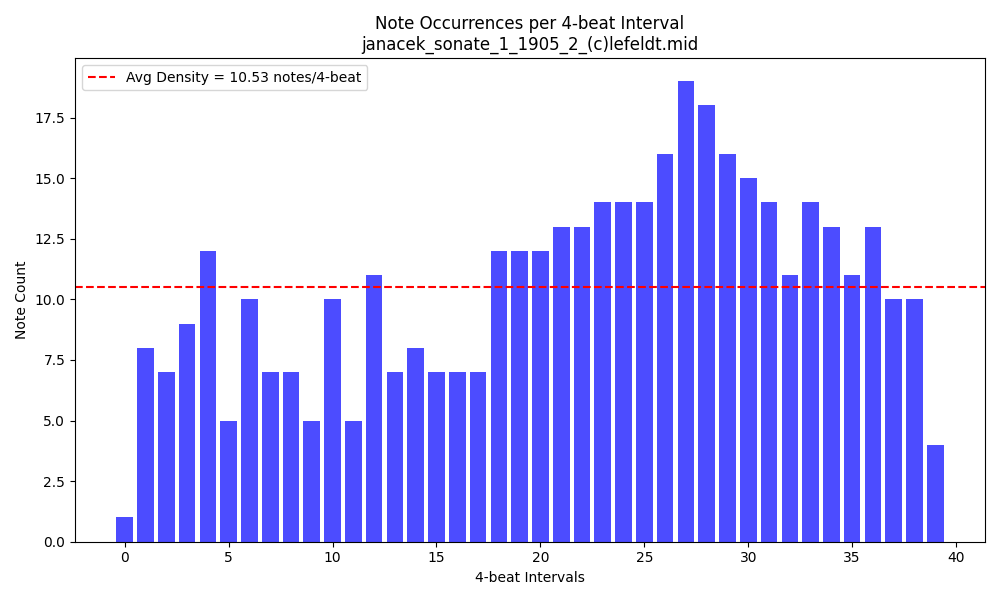 Note Occurrences per 4-beat Interval
janacek_sonate_1_1905_2_(c)lefeldt.mid
Avg Density = 10.53 notes/4-beat
Note Count
17.5
15.0
12.5
10.0
7.5
5.0
2.5
0.0
0 5 10 15 20 25 30 35 40
4-beat Intervals